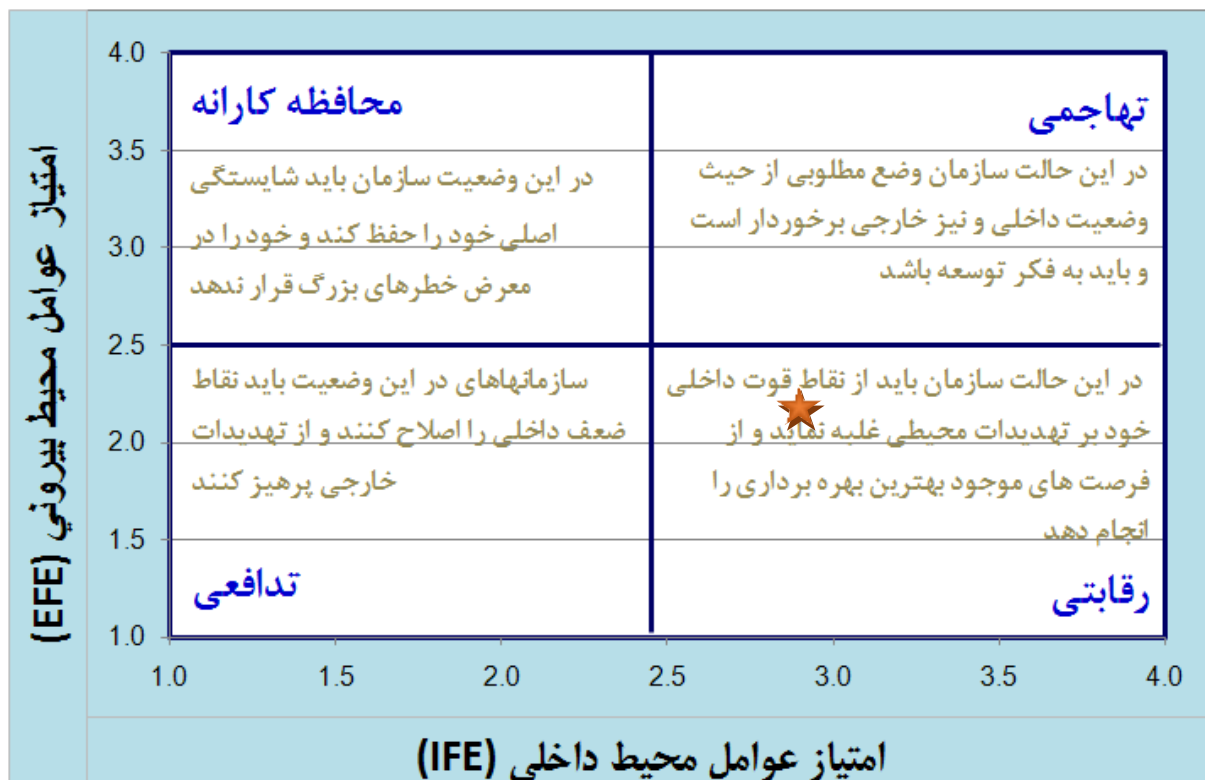 امتياز عوامل محيط بيروني (EFE)
4.0
3.5
3.0
2.5
2.0
1.5
1.0
تهاجمی
در این حالت سازمان وضع مطلوبی از حیث
وضعیت داخلی و نیز خارجی برخوردار است
و باید به فکر توسعه باشد
محافظه کارانه
در این وضعیت سازمان باید شایستگی
اصلی خود را حفظ کند و خود را در
معرض خطرهای بزرگ قرار ندهد
در این حالت سازمان باید از نقاط قوت داخلی
خود بر تهدیدات محیطی غلبه نماید و از
فرصت های موجود بهترین بهره برداری را
انجام دهد
رقابتی
سازمانهاهای در این وضعیت باید نقاط
ضعف داخلی را اصلاح کنند و از تهدیدات
خارجی پرهیز کنند
تدافعی
1.0 1.5 2.0 2.5 3.0 3.5 4.0
امتیاز عوامل محیط داخلی (IFE)